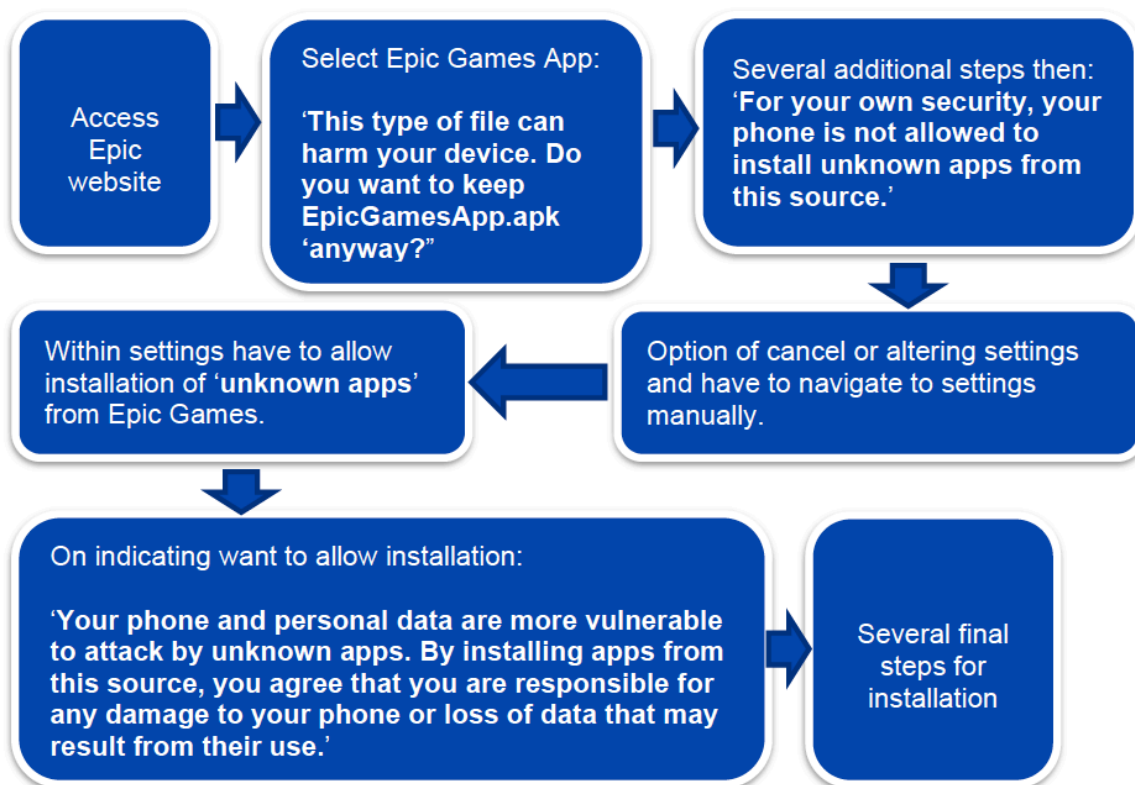 Access
Epic
website
Select Epic Games App:
‘This type of file can
harm your device. Do
you want to keep
EpicGamesApp.apk
‘anyway?”
Several additional steps then:
‘For your own security, your
phone is not allowed to
install unknown apps from
this source.’
Option of cancel or altering settings
and have to navigate to settings
manually.
Within settings have to allow
installation of ‘unknown apps’
from Epic Games.
On indicating want to allow installation:
‘Your phone and personal data are more vulnerable
to attack by unknown apps. By installing apps from
this source, you agree that you are responsible for
any damage to your phone or loss of data that may
result from their use.’
Several final
steps for
installation